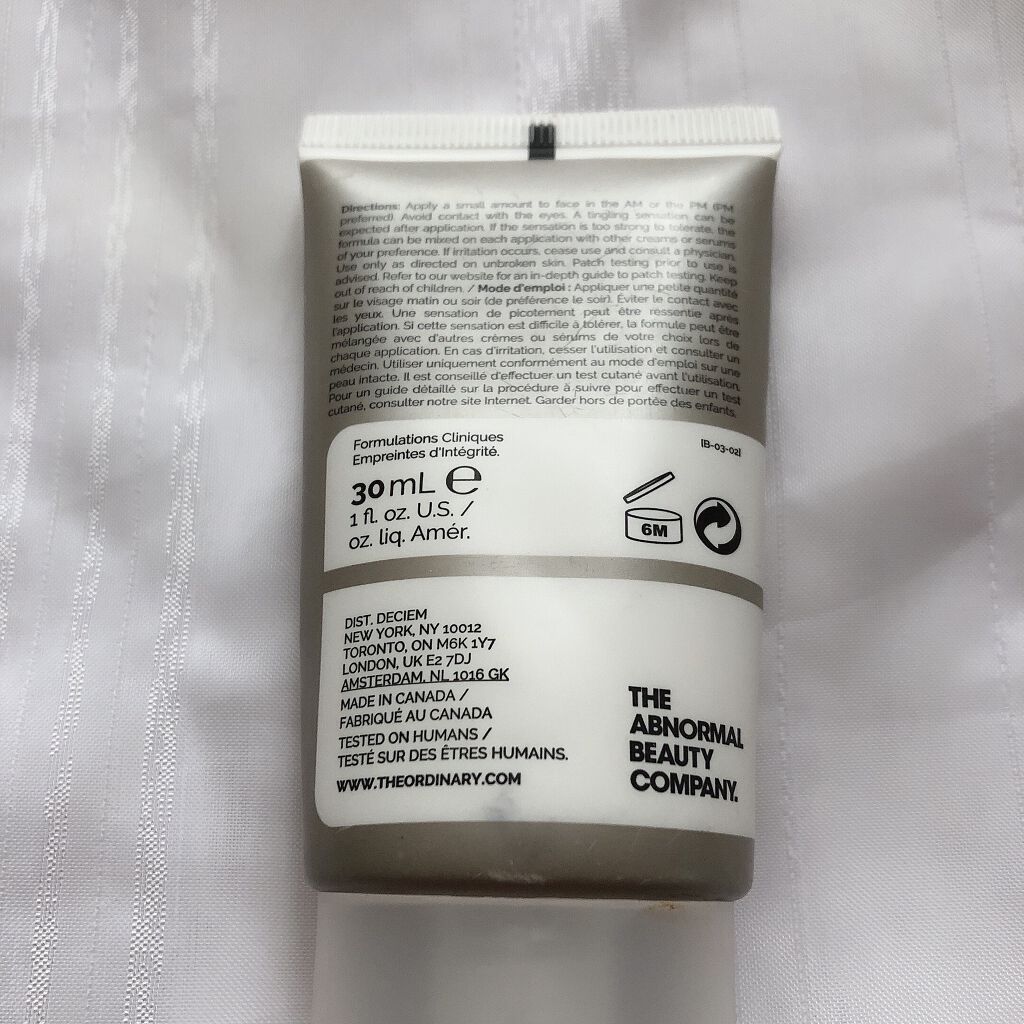 Directions: Apply a small amount to face in the AM or the PM (PM
preferred). Avoid contact with the eyes. A tingling sensation can be
expected after application. If the sensation is too strong to tolerate, the
formula can be mixed on each application with other creams or serums
of your preference. If irritation occurs, cease use and consult a physician.
Use only as directed on unbroken skin. Patch testing prior to use is
advised. Refer to our website for an in-depth guide to patch testing. Keep
out of reach of children. / Mode d'emploi : Appliquer une petite quantité
sur le visage matin ou soir (de préférence le soir). Éviter le contact avec
les yeux. Une sensation de picotement peut être ressentie après
l'application. Si cette sensation est difficile à tolérer, la formule peut être
mélangée avec d'autres crèmes ou sérums de votre choix lors de
chaque application. En cas d'irritation, cesser l'utilisation et consulter un
médecin. Utiliser uniquement conformément au mode d'emploi sur une
peau intacte. Il est conseillé d'effectuer un test cutané avant l'utilisation.
Pour un guide détaillé sur la procédure à suivre pour effectuer un test
cutané, consulter notre site Internet. Garder hors de portée des enfants.
Formulations Cliniques
Empreintes d'Intégrité.
[B-03-02]
30 mL e
1 fl. oz. U.S. /
oz. liq. Amér.
6M
DIST. DECIEM
NEW YORK, NY 10012
TORONTO, ON M6K 1Y7
LONDON, UK E2 7DJ
AMSTERDAM, NL 1016 GK
MADE IN CANADA /
FABRIQUÉ AU CANADA
TESTED ON HUMANS /
TESTÉ SUR DES ÊTRES HUMAINS.
WWW.THEORDINARY.COM
THE
ABNORMAL
BEAUTY
COMPANY.